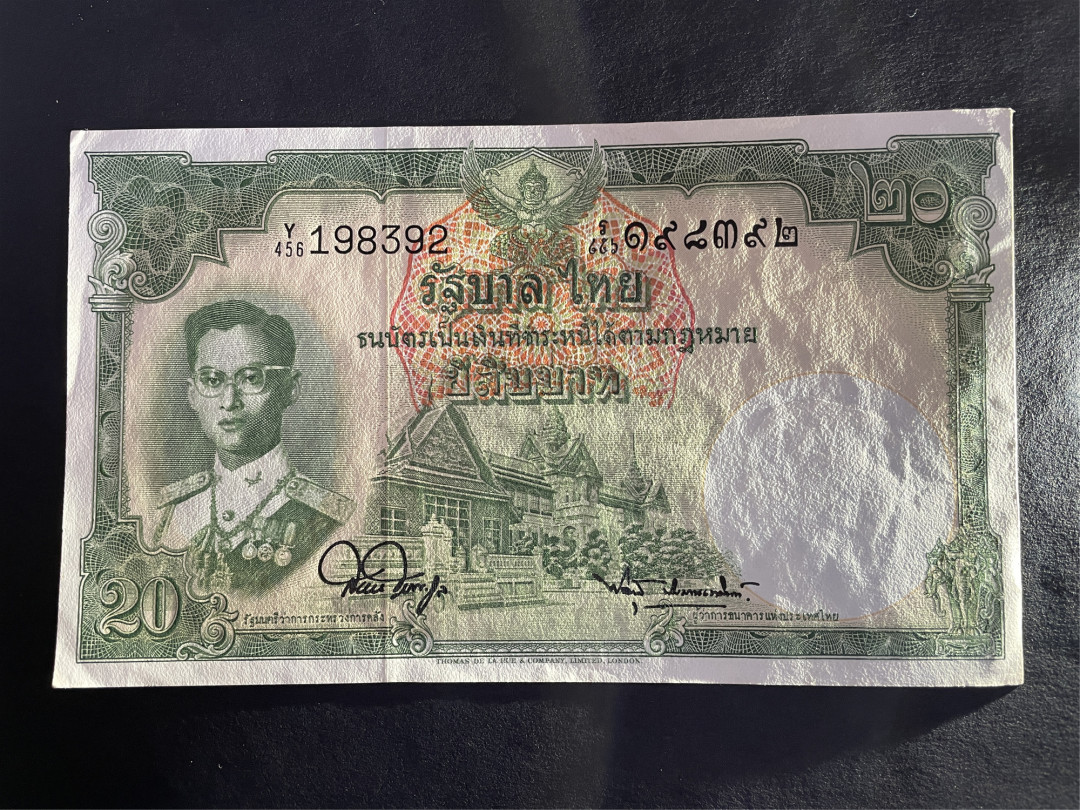 ๒๐
Y
456 198392
ร
๔๕๖ ๑๙๘๓๙๒
รัฐบาลไทย
ธนบัตรเป็นเงินที่ชำระหนี้ได้ตามกฎหมาย
ยี่สิบบาท
20
รัฐมนตรีว่าการกระทรวงการคลัง
ผู้ว่าการธนาคารแห่งประเทศไทย
THOMAS DE LA RUE & COMPANY, LIMITED, LONDON